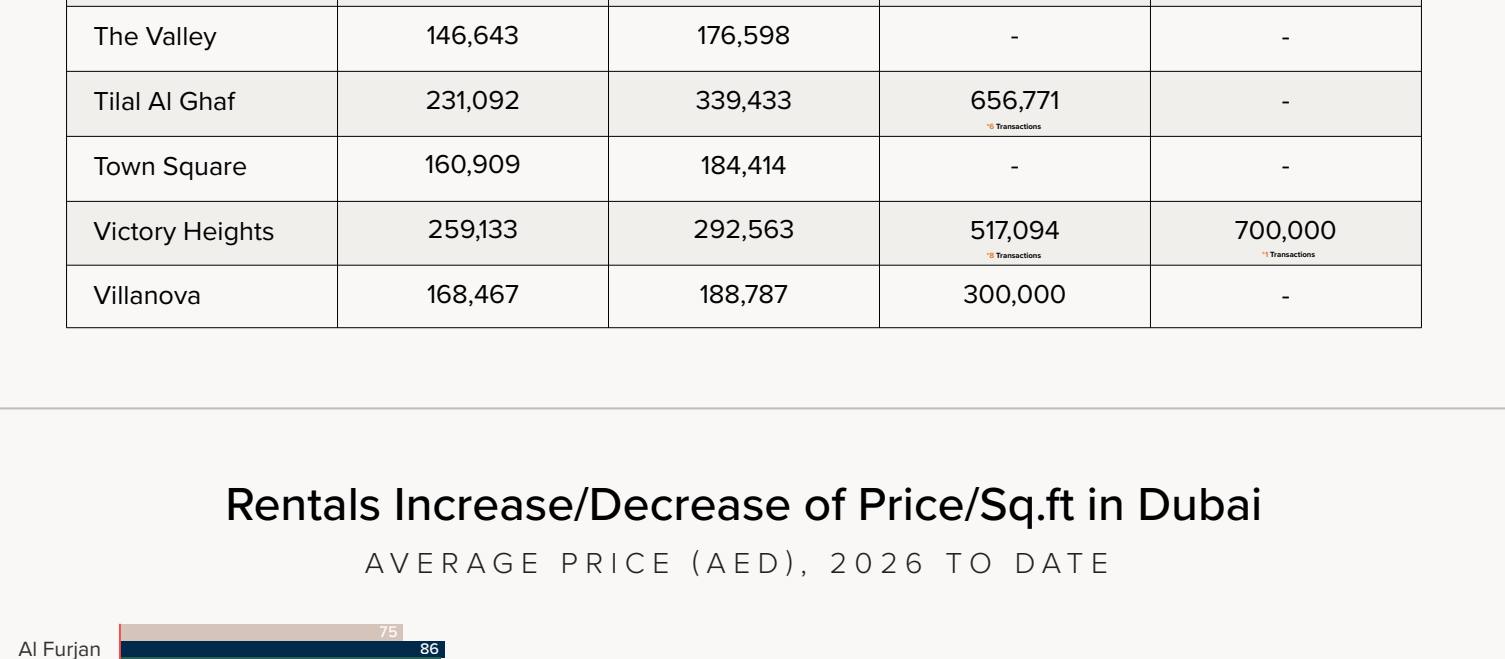 The Valley 146,643 176,598 - -
Tilal Al Ghaf 231,092 339,433 656,771 -
*6 Transactions
Town Square 160,909 184,414 - -
Victory Heights 259,133 292,563 517,094 700,000
*8 Transactions *1 Transactions
Villanova 168,467 188,787 300,000 -
Rentals Increase/Decrease of Price/Sq.ft in Dubai
AVERAGE PRICE (AED), 2026 TO DATE
75
Al Furjan 86